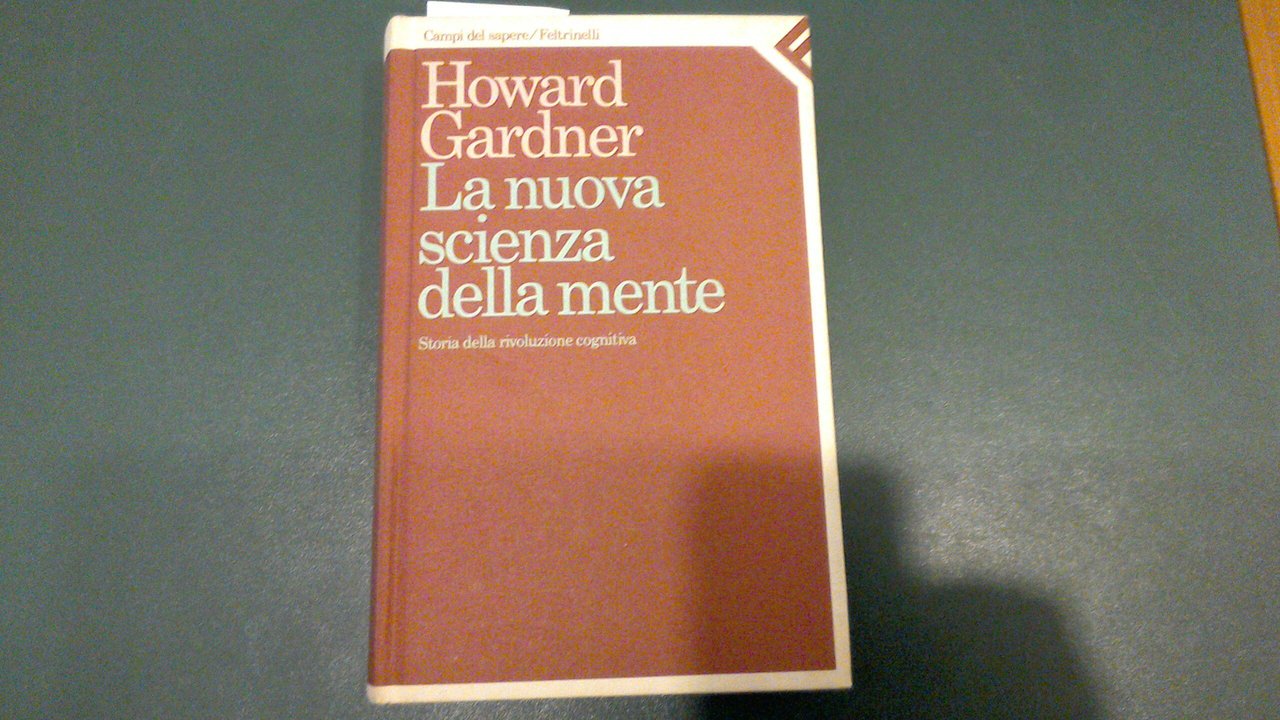 Campi del sapere/Feltrinelli
Howard
Gardner
La nuova
scienza
della mente
Storia della rivoluzione cognitiva